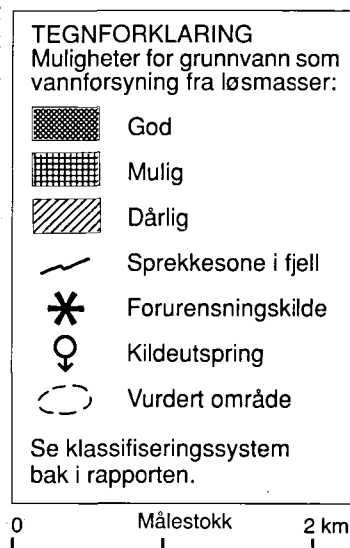 TEGNFORKLARING
Muligheter for grunnvann som
vannforsyning fra løsmasser:
God
Mulig
Dårlig
Sprekkesone i fjell
Forurensningskilde
Kildeutspring
Vurdert område
Se klassifiseringssystem
bak i rapporten.
0 Målestokk 2 km